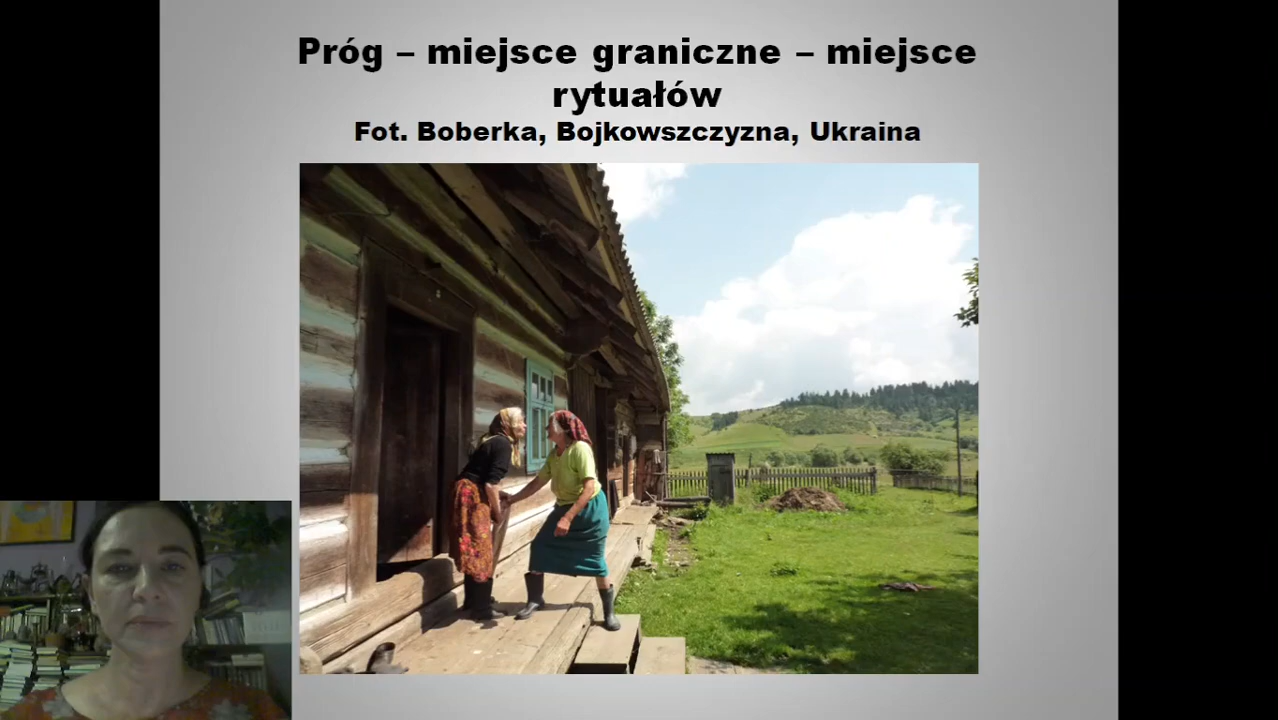 Próg – miejsce graniczne – miejsce
rytuałów
Fot. Boberka, Bojkowszczyzna, Ukraina